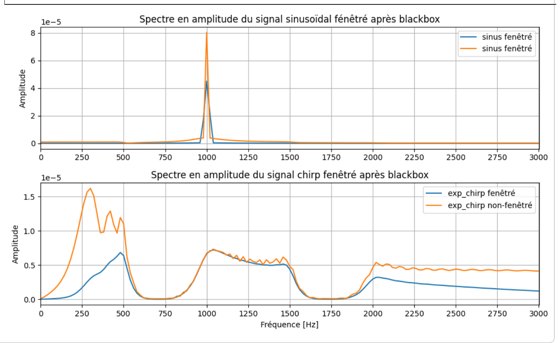 Spectre en amplitude du signal sinusoïdal fénêtré après blackbox
1e−5
8
6
4
2
0
Amplitude
sinus fenêtré
sinus fenêtré
0 250 500 750 1000 1250 1500 1750 2000 2250 2500 2750 3000
Spectre en amplitude du signal chirp fenêtré après blackbox
1e−5
1.5
1.0
0.5
0.0
Amplitude
exp_chirp fenêtré
exp_chirp non-fenêtré
0 250 500 750 1000 1250 1500 1750 2000 2250 2500 2750 3000
Fréquence [Hz]